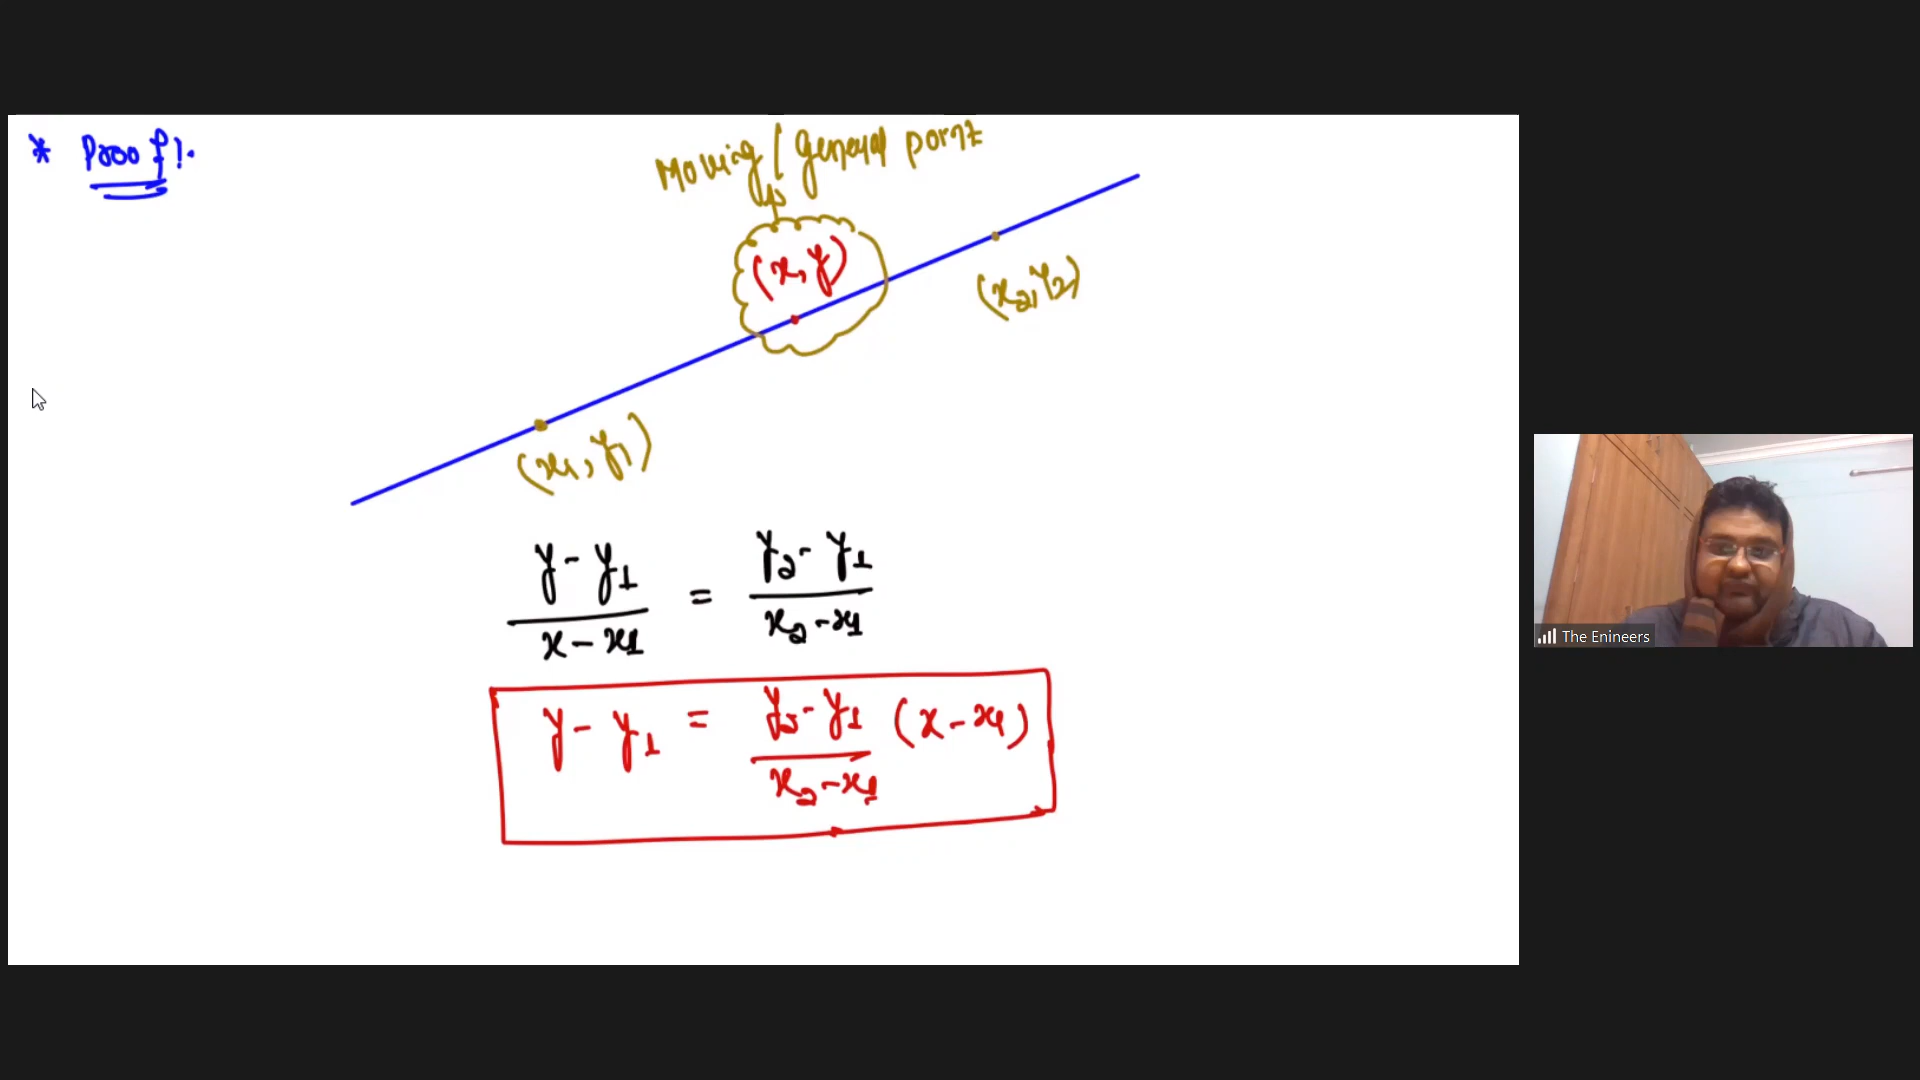 * Proof :-
Moving / general point
(x, y)
(x2, y2)
(x1, y1)
y - y1 / x - x1 = y2 - y1 / x2 - x1
y - y1 = y2 - y1 / x2 - x1 (x - x1)
The Enineers